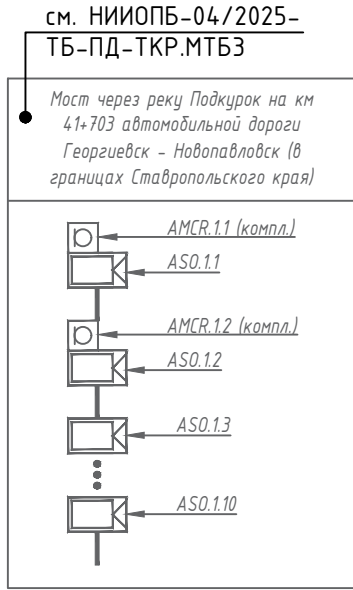 см. НИИОПБ-04/2025-
ТБ-ПД-ТКР.МТБ3
Мост через реку Подкурок на км
41+703 автомобильной дороги
Георгиевск - Новопавловск (в
границах Ставропольского края)
AMCR.1.1 (компл.)
ASO.1.1
AMCR.1.2 (компл.)
ASO.1.2
ASO.1.3
ASO.1.10